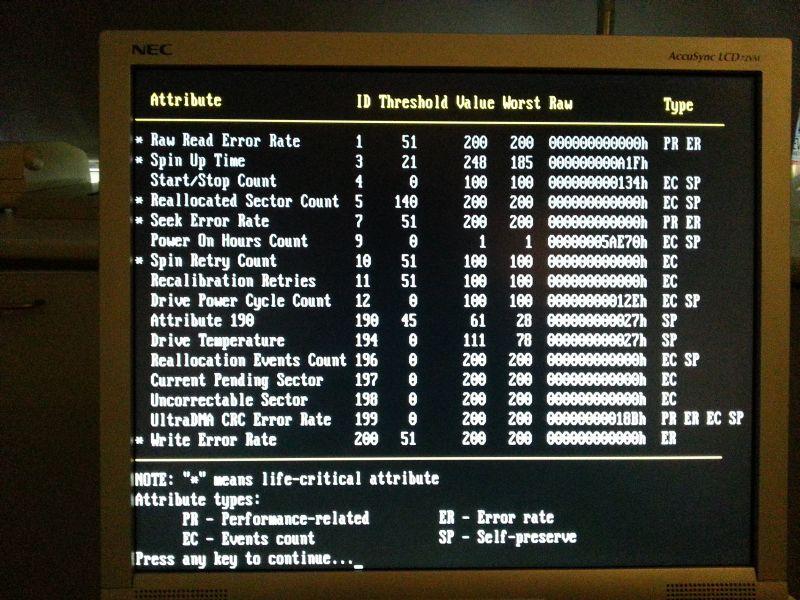 NEC
AccuSync LCD72VM
Attribute ID Threshold Value Worst Raw Type
* Raw Read Error Rate 1 51 200 200 000000000000h PR ER
* Spin Up Time 3 21 248 185 000000000A1Fh
Start/Stop Count 4 0 100 100 000000000134h EC SP
* Reallocated Sector Count 5 140 200 200 000000000000h EC SP
* Seek Error Rate 7 51 200 200 000000000000h PR ER
Power On Hours Count 9 0 1 1 00000005AE70h EC SP
* Spin Retry Count 10 51 100 100 000000000000h EC
Recalibration Retries 11 51 100 100 000000000000h EC
Drive Power Cycle Count 12 0 100 100 00000000012Eh EC SP
Attribute 190 190 45 61 28 000000000027h SP
Drive Temperature 194 0 111 78 000000000027h SP
Reallocation Events Count 196 0 200 200 000000000000h EC SP
Current Pending Sector 197 0 200 200 000000000000h EC
Uncorrectable Sector 198 0 200 200 000000000000h EC
UltraDMA CRC Error Rate 199 0 200 200 00000000018Bh PR ER EC SP
* Write Error Rate 200 51 200 200 000000000000h ER
NOTE: "*" means life-critical attribute
Attribute types:
PR - Performance-related ER - Error rate
EC - Events count SP - Self-preserve
Press any key to continue..._